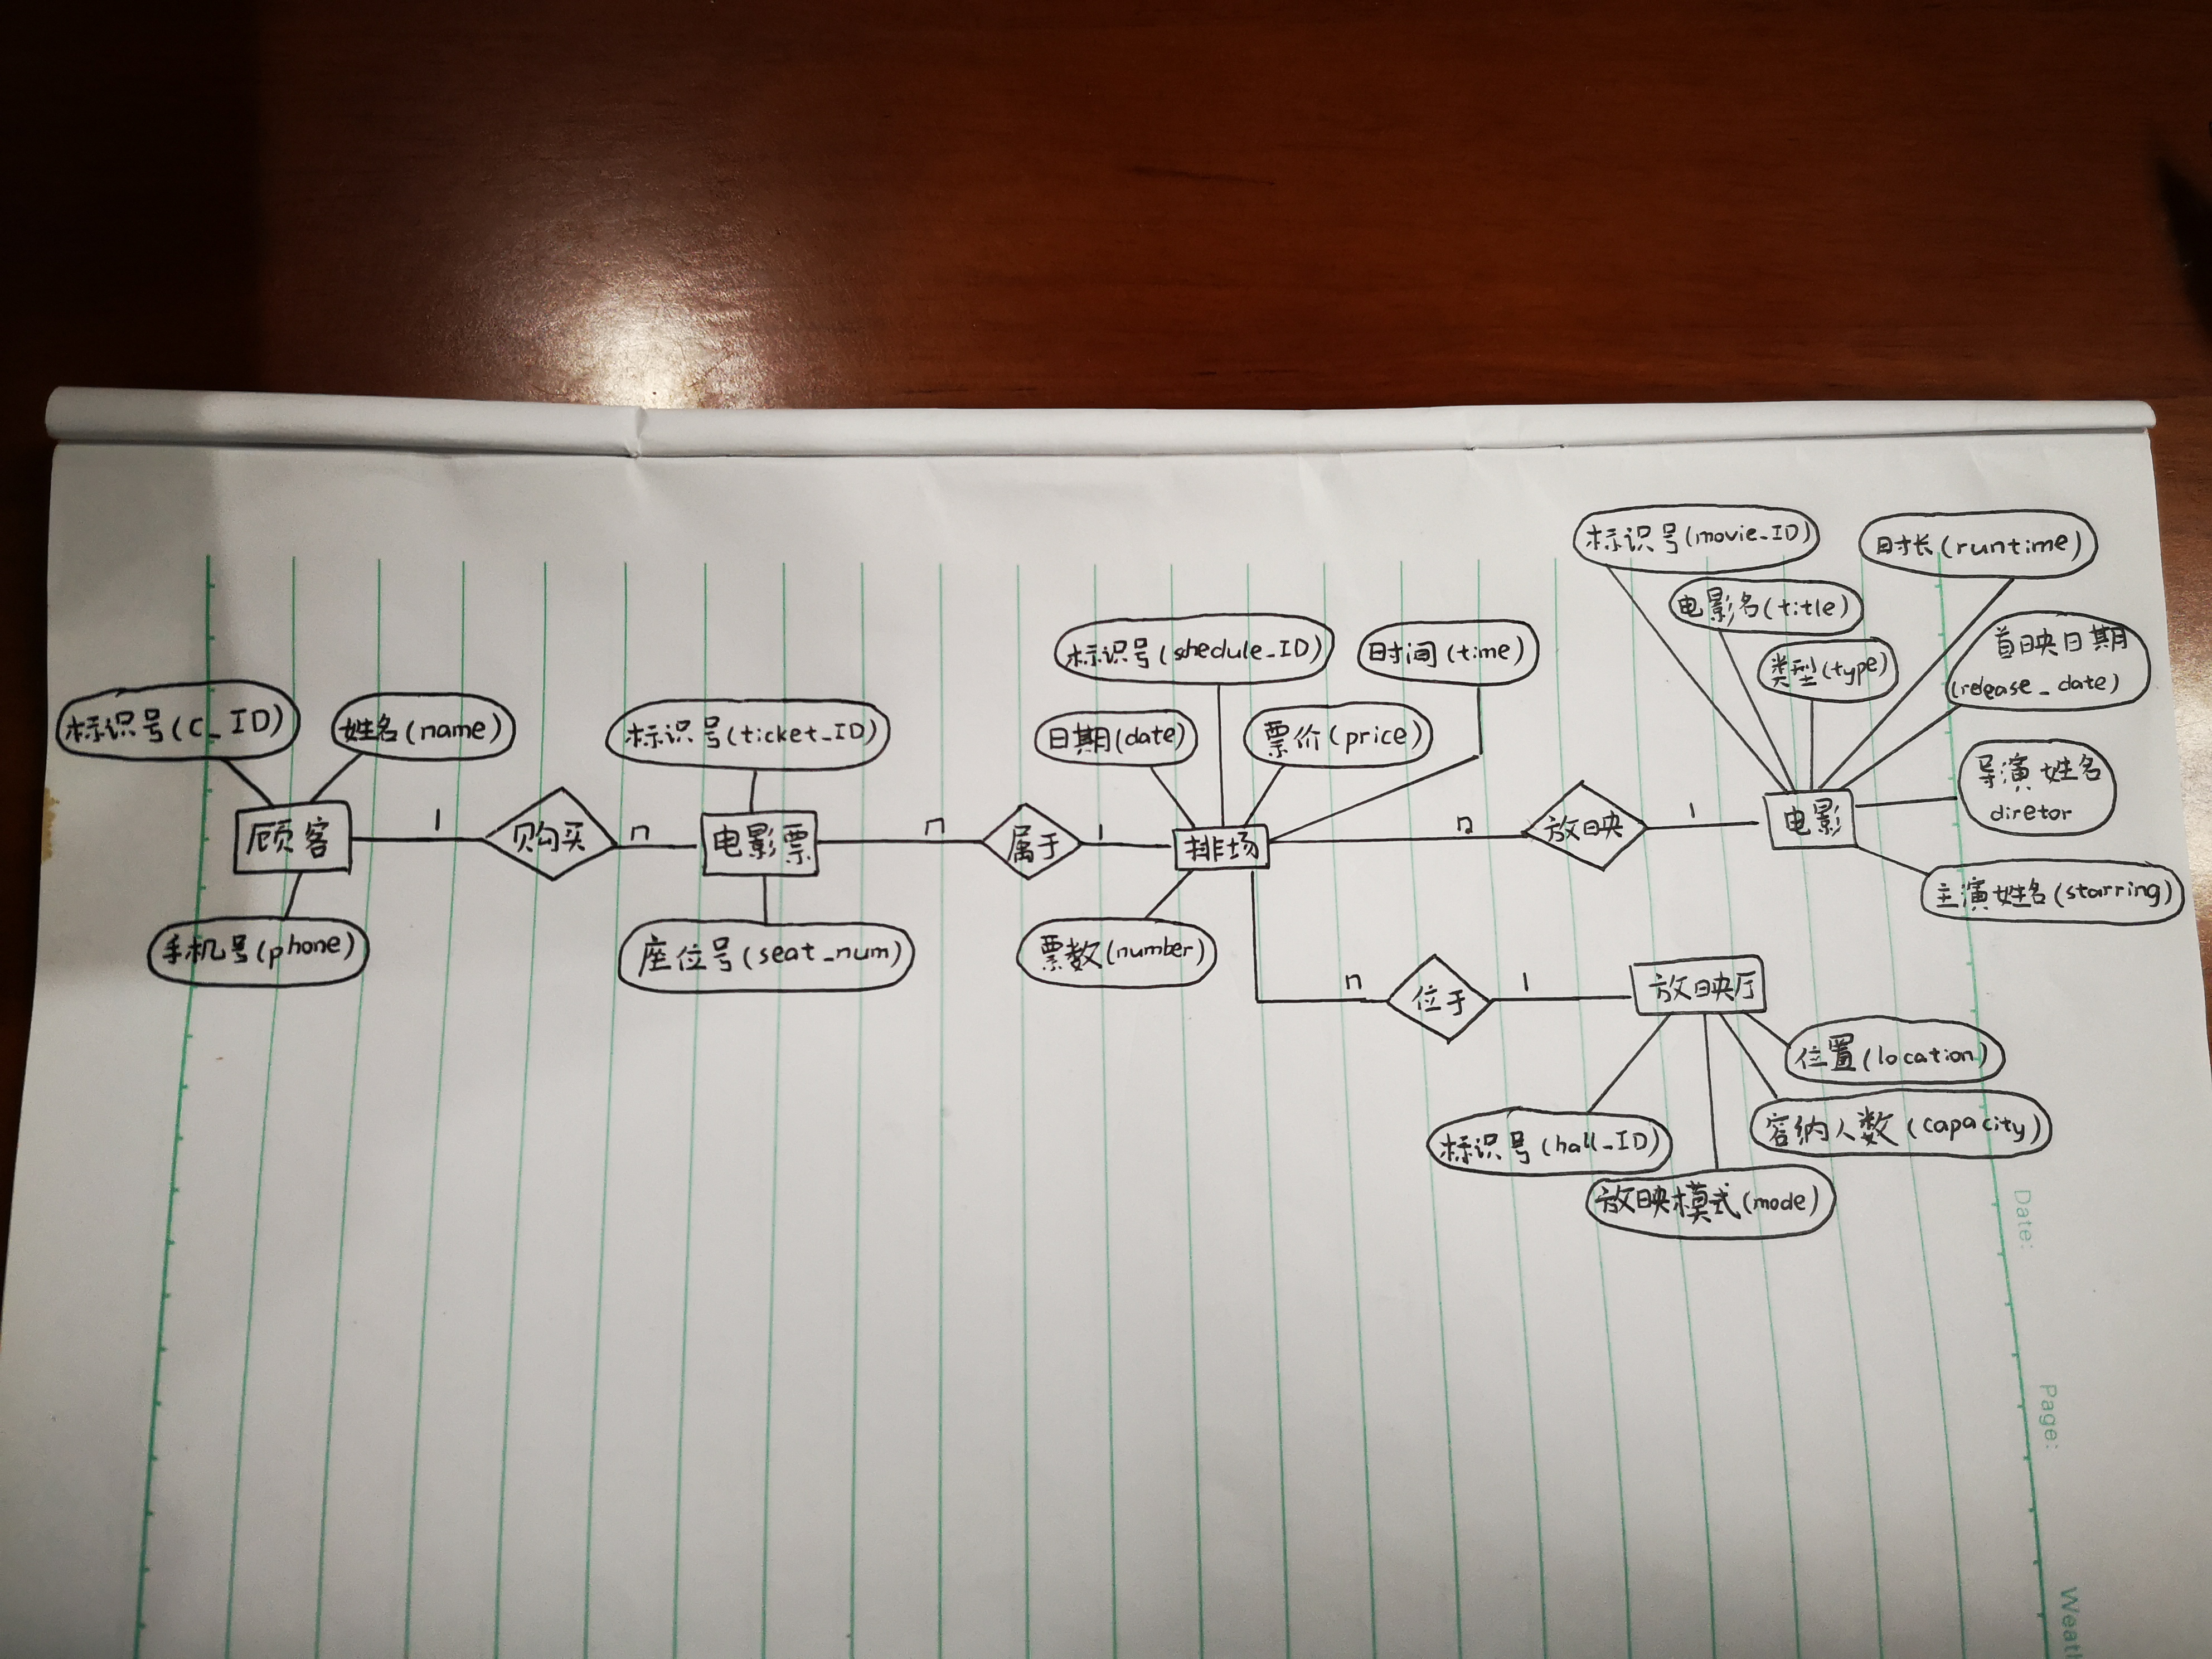 标识号(movie_ID)
时长(runtime)
电影名(title)
类型(type)
首映日期
(release_date)
标识号(shedule_ID)
时间(time)
标识号(c_ID)
姓名(name)
标识号(ticket_ID)
日期(date)
票价(price)
导演姓名
diretor
顾客
1
购买
n
电影票
n
属于
1
排场
n
放映
1
电影
主演姓名(starring)
手机号(phone)
座位号(seat_num)
票数(number)
n
位于
1
放映厅
位置(location)
容纳人数(capacity)
标识号(hall_ID)
放映模式(mode)
Date:
Page:
Weath